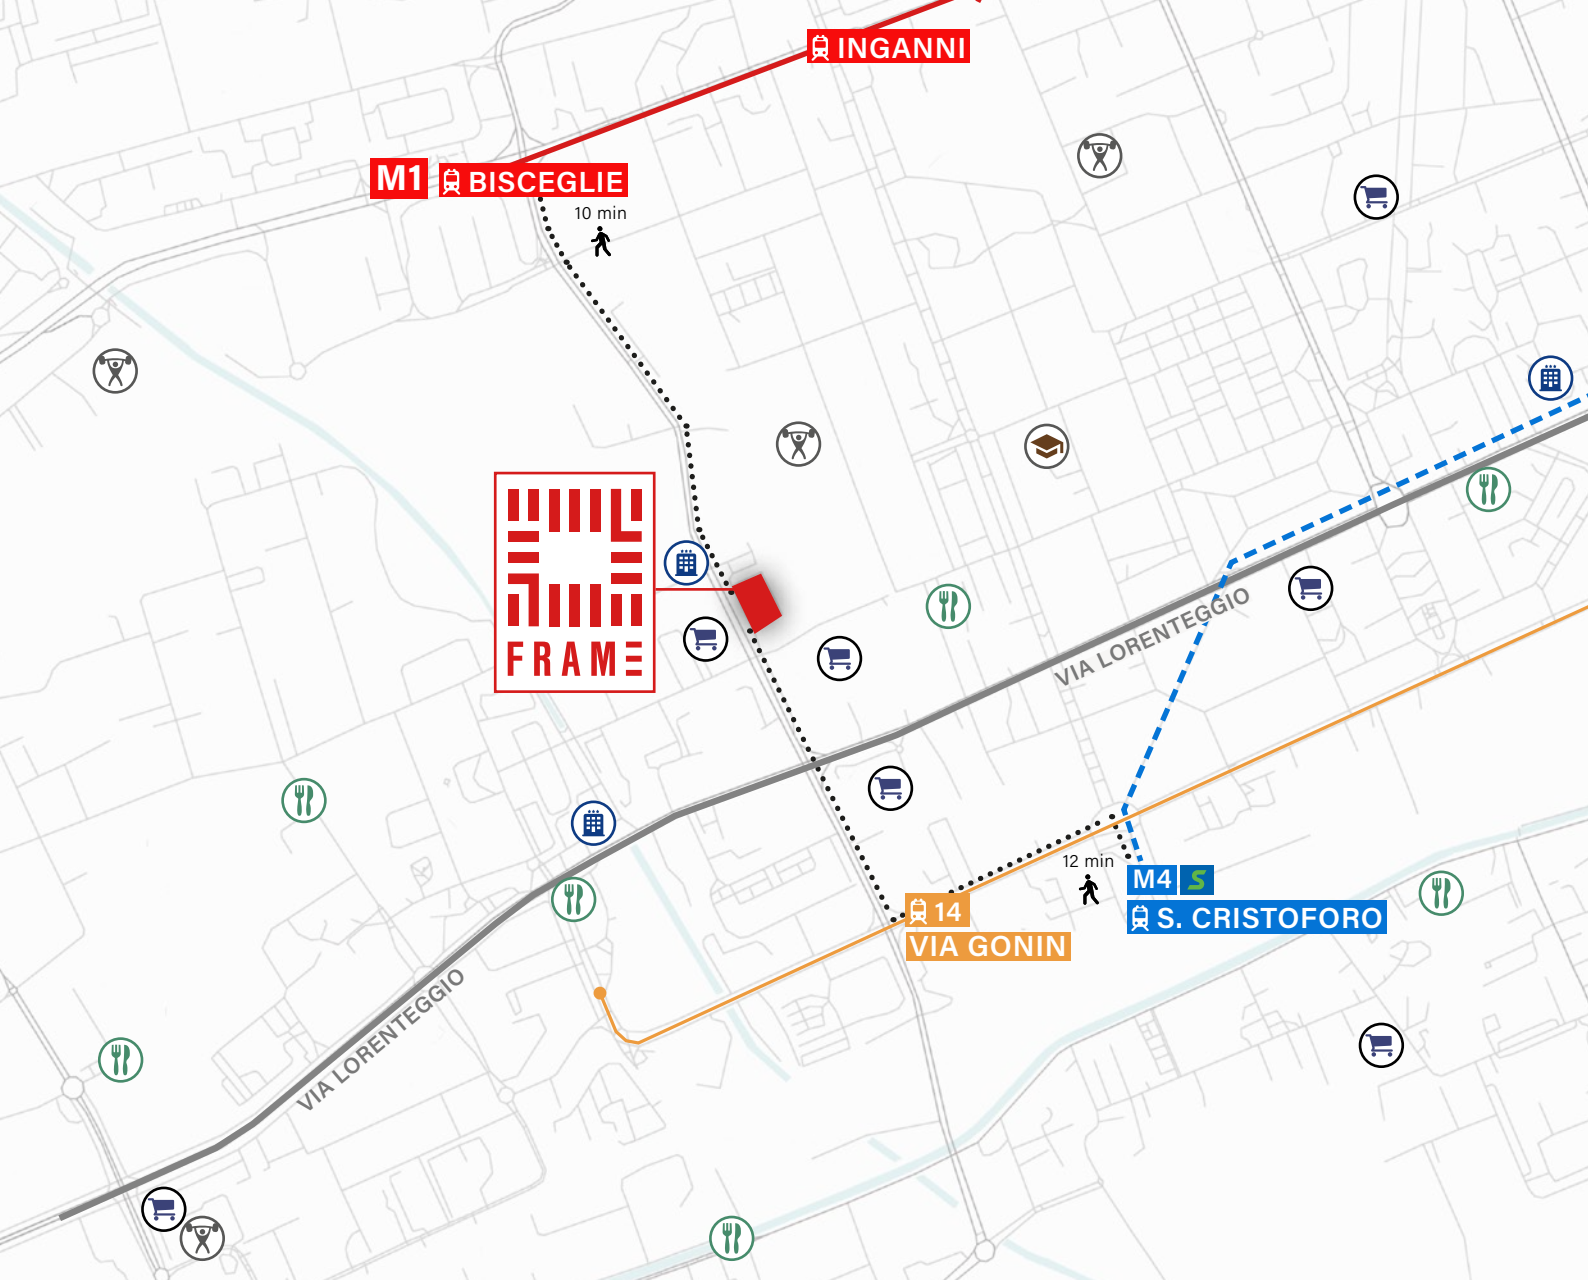 INGANNI
M1 BISCEGLIE
10 min
FRAME
VIA LORENTEGGIO
12 min
M4 S
14
S. CRISTOFORO
VIA GONIN
VIA LORENTEGGIO